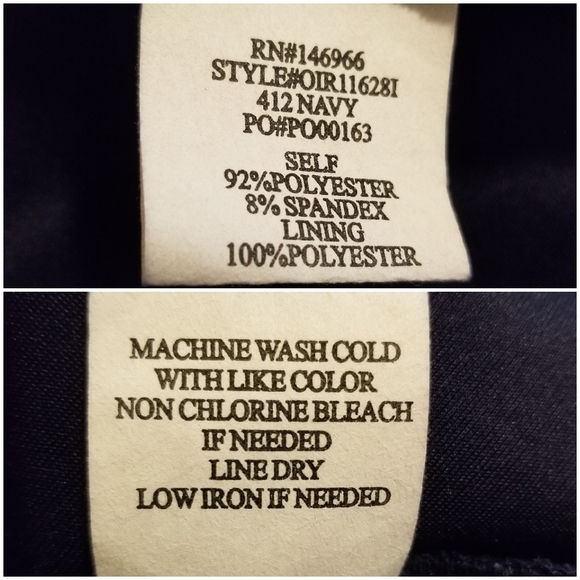 RN#146966
STYLE#OIR11628I
412 NAVY
PO#PO00163
SELF
92%POLYESTER
8% SPANDEX
LINING
100%POLYESTER
MACHINE WASH COLD
WITH LIKE COLOR
NON CHLORINE BLEACH
IF NEEDED
LINE DRY
LOW IRON IF NEEDED